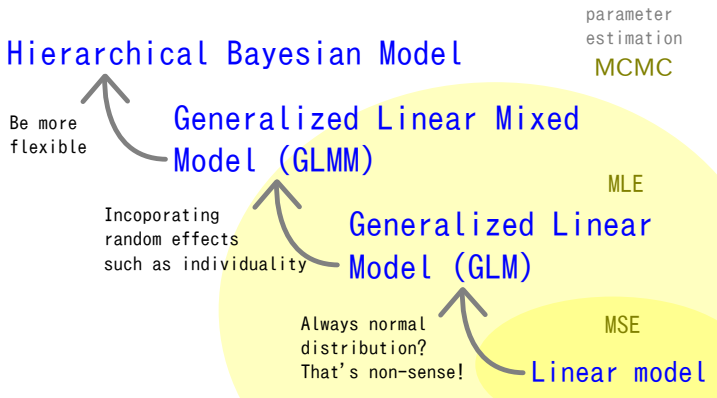 parameter
estimation
MCMC
Hierarchical Bayesian Model
Be more
flexible
Generalized Linear Mixed
Model (GLMM)
MLE
Incoporating
random effects
such as individuality
Generalized Linear
Model (GLM)
Always normal
distribution?
That's non-sense!
MSE
Linear model